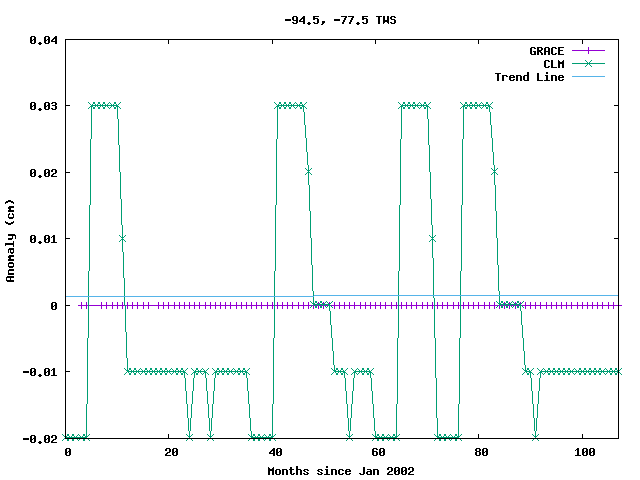 -94.5, -77.5 TWS
0.04
GRACE
CLM
Trend Line
0.03
0.02
0.01
0
-0.01
-0.02
Anomaly (cm)
0 20 40 60 80 100
Months since Jan 2002